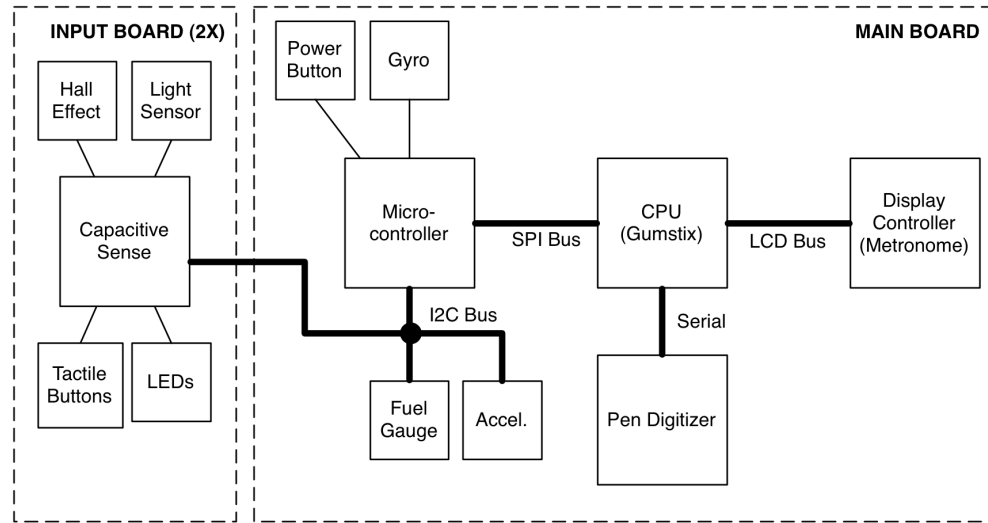 INPUT BOARD (2X)
Hall
Effect
Light
Sensor
Capacitive
Sense
Tactile
Buttons
LEDs
MAIN BOARD
Power
Button
Gyro
Micro-
controller
SPI Bus
CPU
(Gumstix)
LCD Bus
Display
Controller
(Metronome)
I2C Bus
Serial
Fuel
Gauge
Accel.
Pen Digitizer